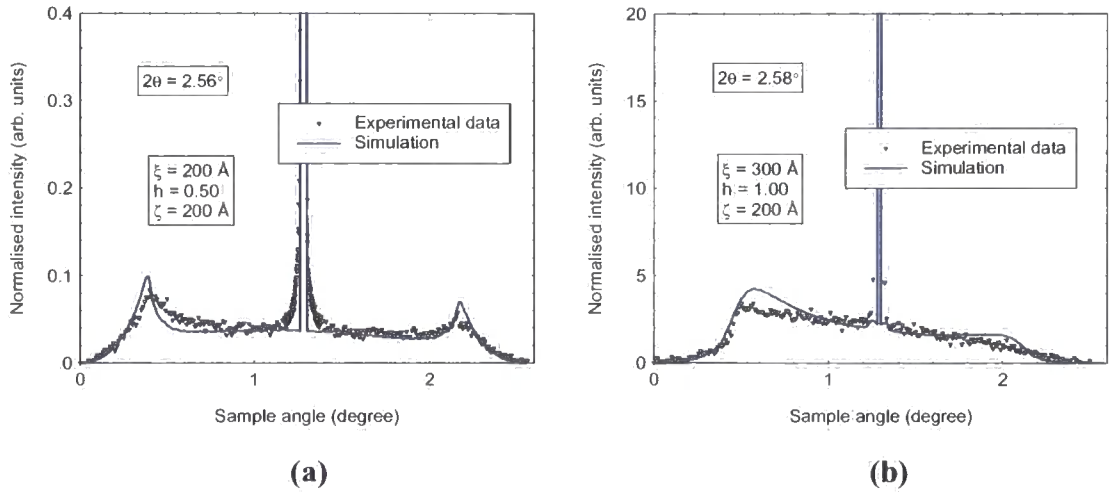 0.4
0.3
0.2
0.1
0
0
1
2
Normalised intensity (arb. units)
Sample angle (degree)
2θ = 2.56°
Experimental data
Simulation
ξ = 200 Å
h = 0.50
ζ = 200 Å
(a)
20
15
10
5
0
0
1
2
Normalised intensity (arb. units)
Sample angle (degree)
2θ = 2.58°
Experimental data
Simulation
ξ = 300 Å
h = 1.00
ζ = 200 Å
(b)